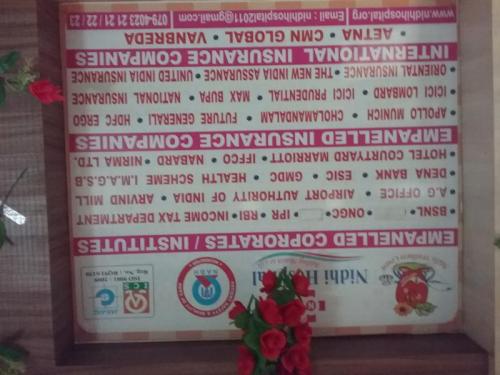 Nidhi H
EMPANELLED COPRORATES / INSTITUTES
• BSNL • ONGC • IPR • RBI • INCOME TAX DEPARTMENT
• A.G OFFICE • AIRPORT AUTHORITY OF INDIA • ARVIND MILL
• DENA BANK • ESIC • GMDC • HEALTH SCHEME I.M.A.G.S.B
• HOTEL COURTYARD MARRIOTT • IFFCO • NABARD • NIRMA LTD.
EMPANELLED INSURANCE COMPANIES
• APOLLO MUNICH • CHOLAMANDALAM • FUTURE GENERALI • HDFC ERGO
• ICICI LOMBARD • ICICI PRUDENTIAL • MAX BUPA • NATIONAL INSURANCE
• ORIENTAL INSURANCE • THE NEW INDIA ASSURANCE • UNITED INDIA INSURANCE
INTERNATIONAL INSURANCE COMPANIES
• AETNA • CMN GLOBAL • VANBREDA
www.nidhihospital.org Email : nidhihospital2011@gmail.com 079-4023 21 21 / 22 / 23